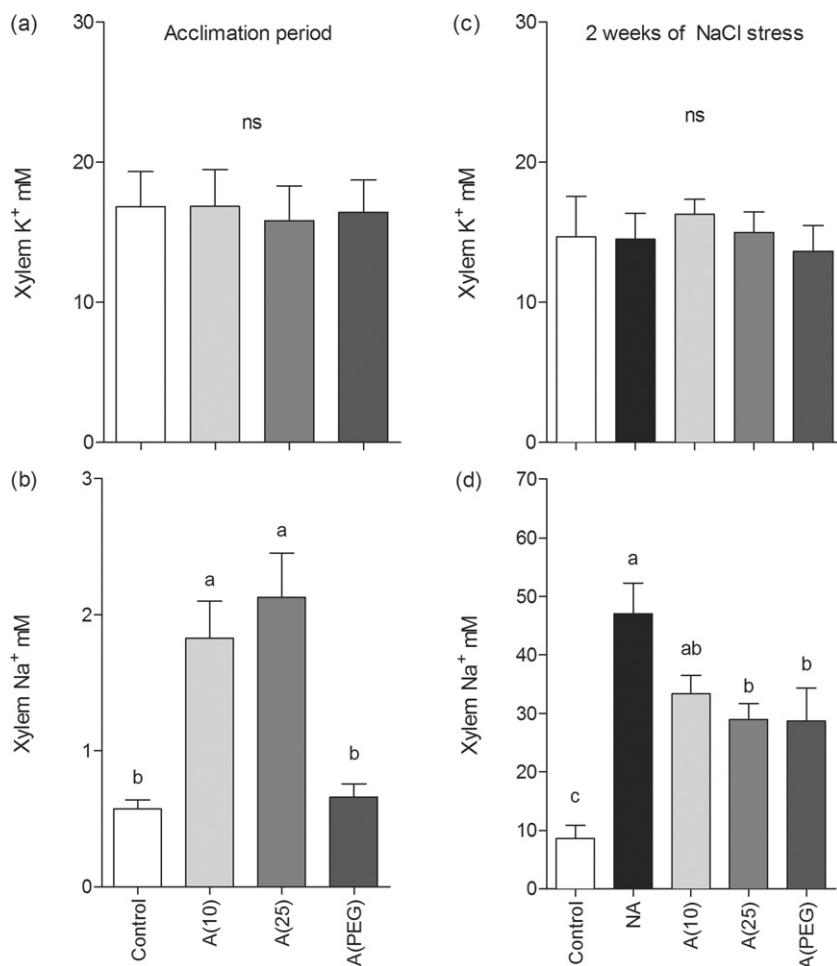 (a)
Acclimation period
30
20
10
0
ns
Xylem K⁺ mM
(c)
2 weeks of NaCl stress
30
20
10
0
ns
Xylem K⁺ mM
(b)
3
2
1
0
Xylem Na⁺ mM
b
a
a
b
Control
A(10)
A(25)
A(PEG)
(d)
70
60
50
40
30
20
10
0
Xylem Na⁺ mM
c
a
ab
b
b
Control
NA
A(10)
A(25)
A(PEG)